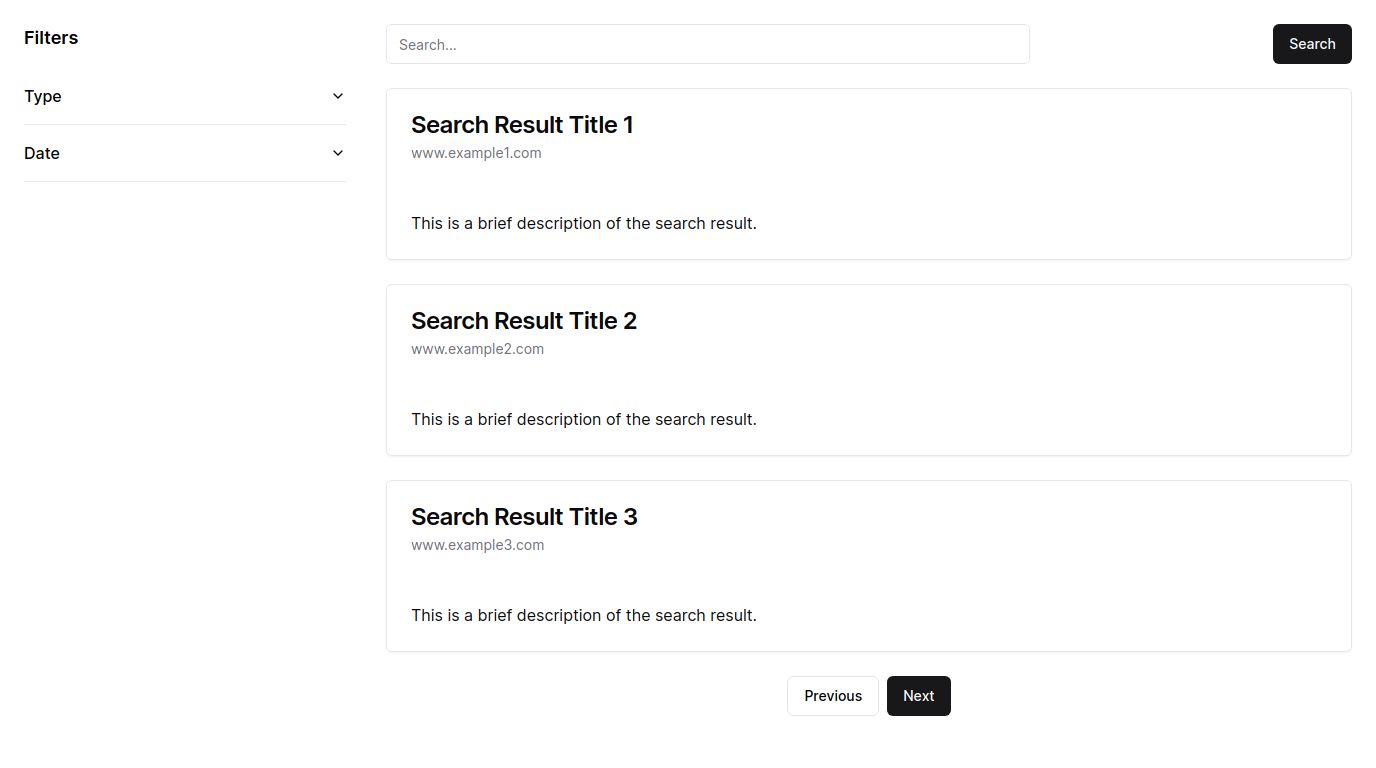 Filters
Type
Date
Search...
Search
Search Result Title 1
www.example1.com
This is a brief description of the search result.
Search Result Title 2
www.example2.com
This is a brief description of the search result.
Search Result Title 3
www.example3.com
This is a brief description of the search result.
Previous
Next